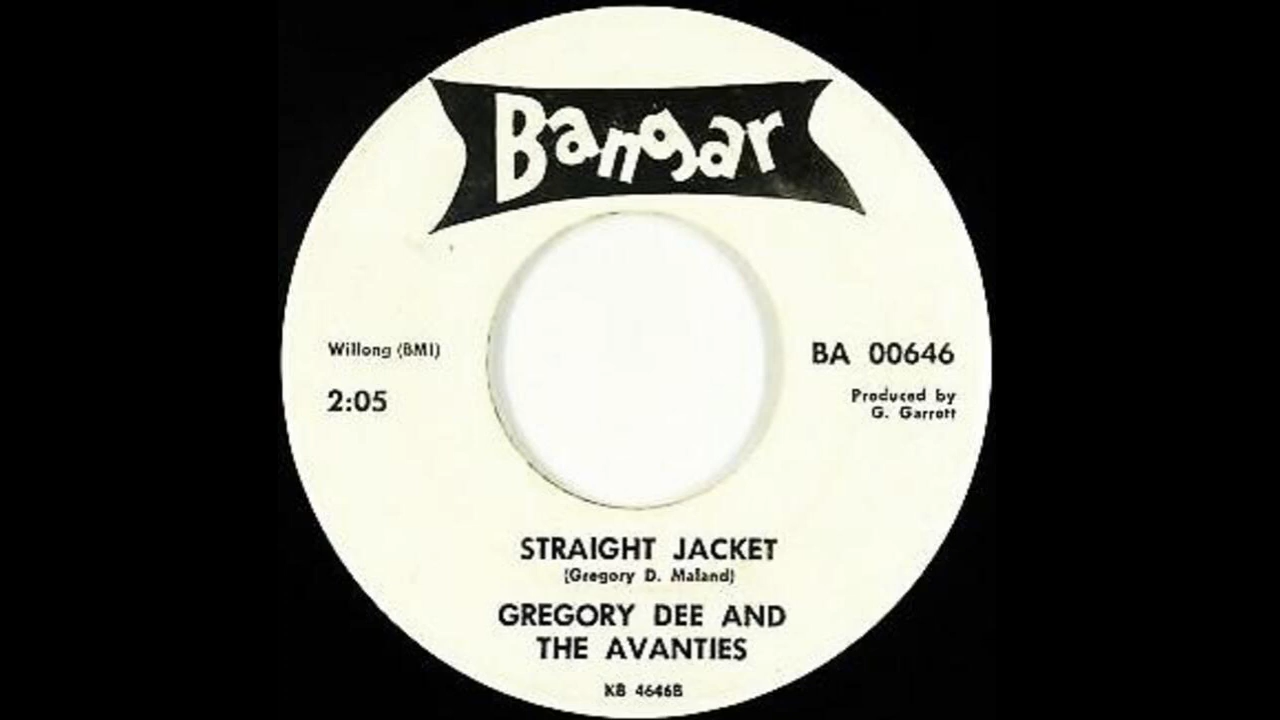 Bangar
Willong (BMI)
2:05
BA 00646
Produced by
G. Garrett
STRAIGHT JACKET
(Gregory D. Maland)
GREGORY DEE AND
THE AVANTIES
KB 4646B